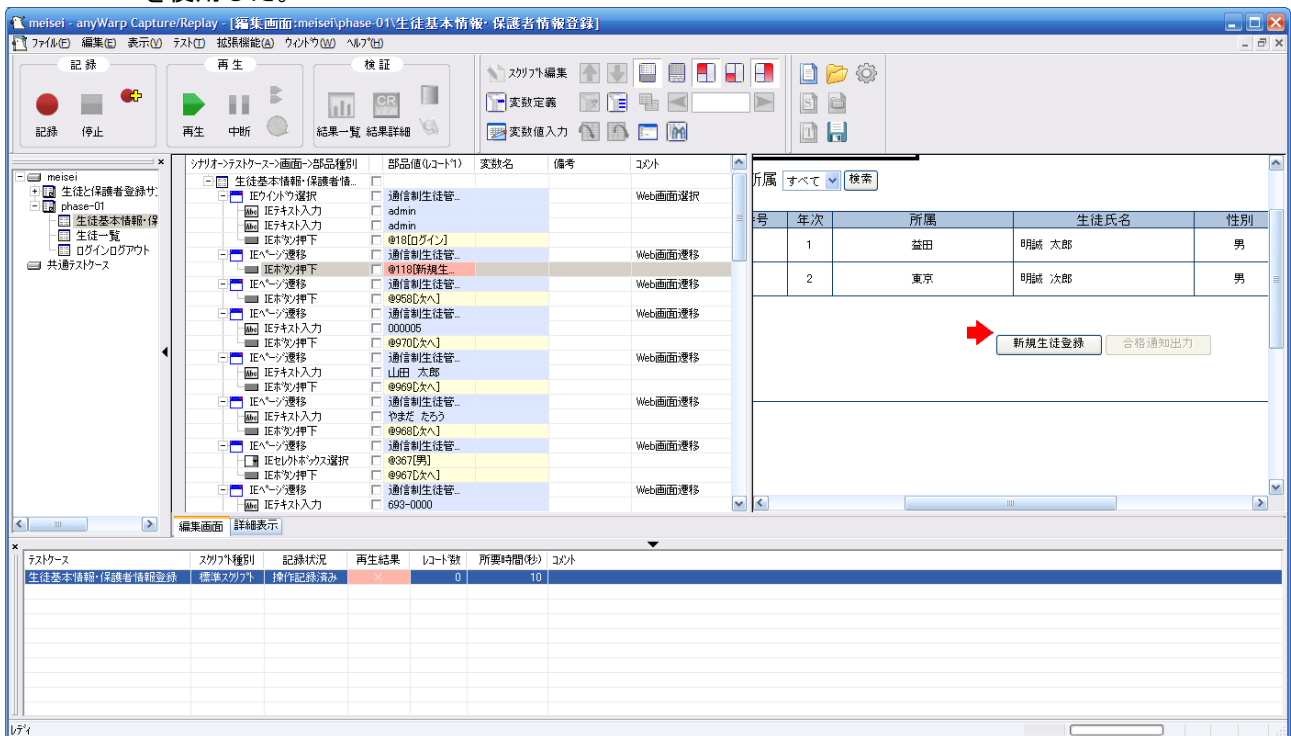 を使用した。
meisei - anyWarp Capture/Replay - [編集画面:meisei\phase-01\生徒基本情報・保護者情報登録]
ファイル(F) 編集(E) 表示(V) テスト(T) 拡張機能(A) ウィンドウ(W) ヘルプ(H)
記録 再生 検証
スクリプト編集
変数定義
記録 停止 再生 中断 結果一覧 結果詳細 変数値入力
meisei
生徒と保護者登録サ
phase-01
生徒基本情報・保
生徒一覧
ログインログアウト
共通テストケース
シナリオ->テストケース->画面->部品種別 部品値(レコード1) 変数名 備考 コメント
生徒基本情報・保護者情...
IEウインドウ選択 通信制生徒管... Web画面選択
IEテキスト入力 admin
IEテキスト入力 admin
IEボタン押下 @18[ログイン]
IEページ遷移 通信制生徒管... Web画面遷移
IEボタン押下 @118[新規生...
IEページ遷移 通信制生徒管... Web画面遷移
IEボタン押下 @958[次へ]
IEページ遷移 通信制生徒管... Web画面遷移
IEテキスト入力 000005
IEボタン押下 @970[次へ]
IEページ遷移 通信制生徒管... Web画面遷移
IEテキスト入力 山田 太郎
IEボタン押下 @969[次へ]
IEページ遷移 通信制生徒管... Web画面遷移
IEテキスト入力 やまだ たろう
IEボタン押下 @968[次へ]
IEページ遷移 通信制生徒管... Web画面遷移
IEセレクトボックス選択 @367[男]
IEボタン押下 @967[次へ]
IEページ遷移 通信制生徒管... Web画面遷移
IEテキスト入力 693-0000
所属 すべて 検索
号 年次 所属 生徒氏名 性別
1 益田 明誠 太郎 男
2 東京 明誠 次郎 男
新規生徒登録 合格通知出力
編集画面 詳細表示
テストケース スクリプト種別 記録状況 再生結果 レコード数 所要時間(秒) コメント
生徒基本情報・保護者情報登録 標準スクリプト 操作記録済み × 0 10
レディ